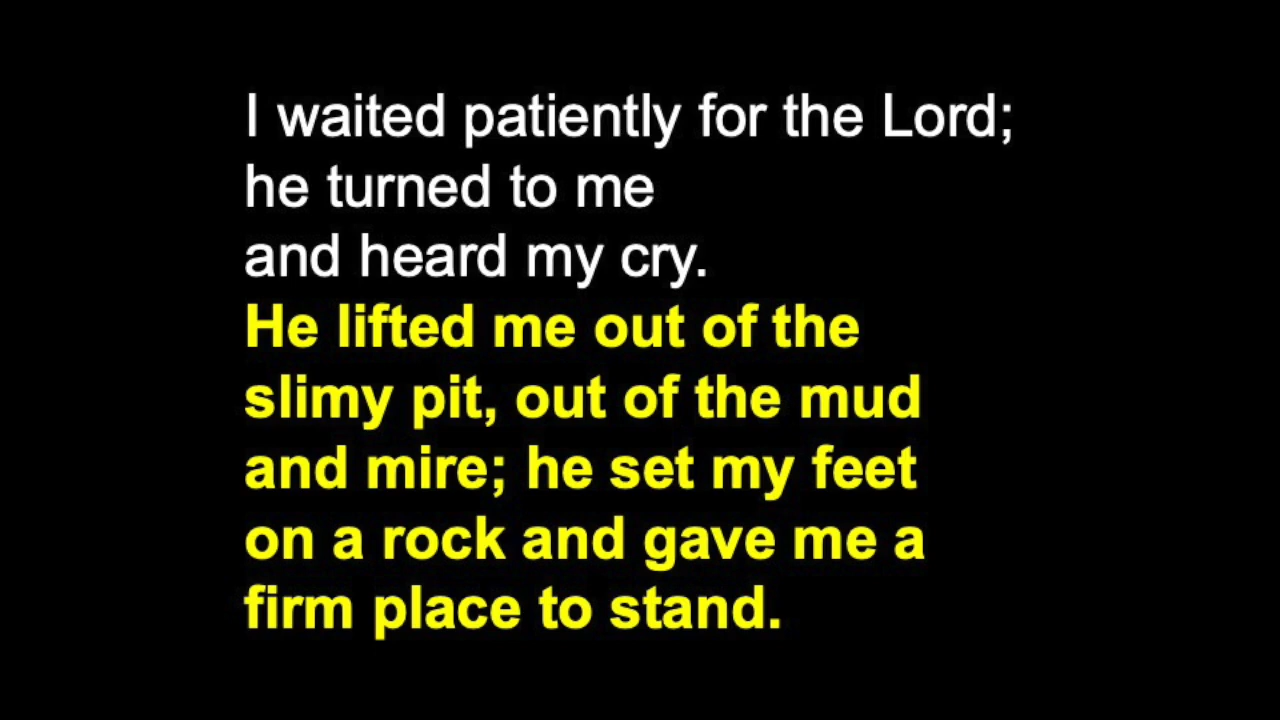 I waited patiently for the Lord;
he turned to me
and heard my cry.
He lifted me out of the
slimy pit, out of the mud
and mire; he set my feet
on a rock and gave me a
firm place to stand.